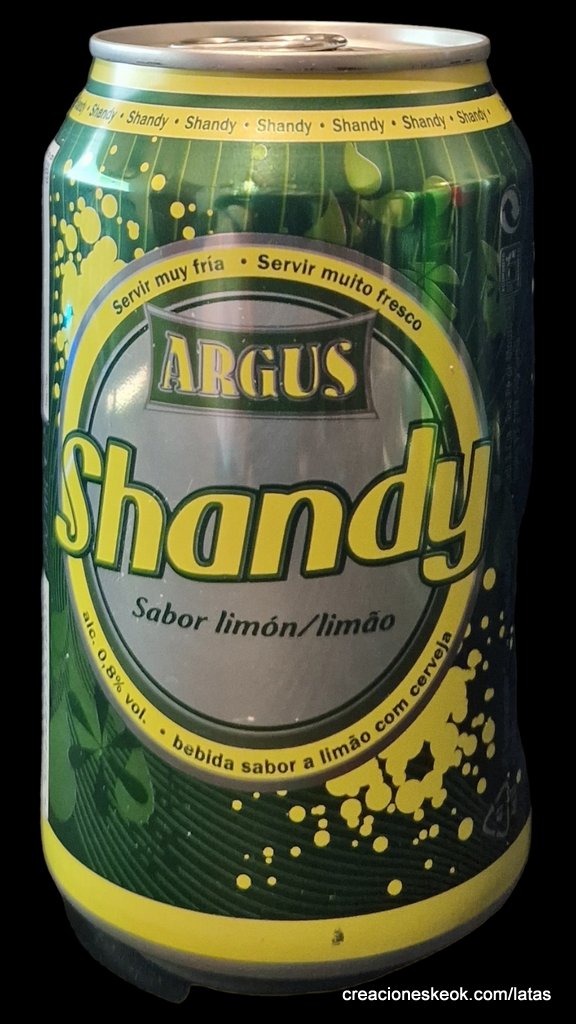 Shandy · Shandy · Shandy · Shandy · Shandy · Shandy ·
Servir muy fría · Servir muito fresco
ARGUS
Shandy
Sabor limón/limão
alc. 0,8% vol. · bebida sabor a limão com cerveja
creacioneskeok.com/latas